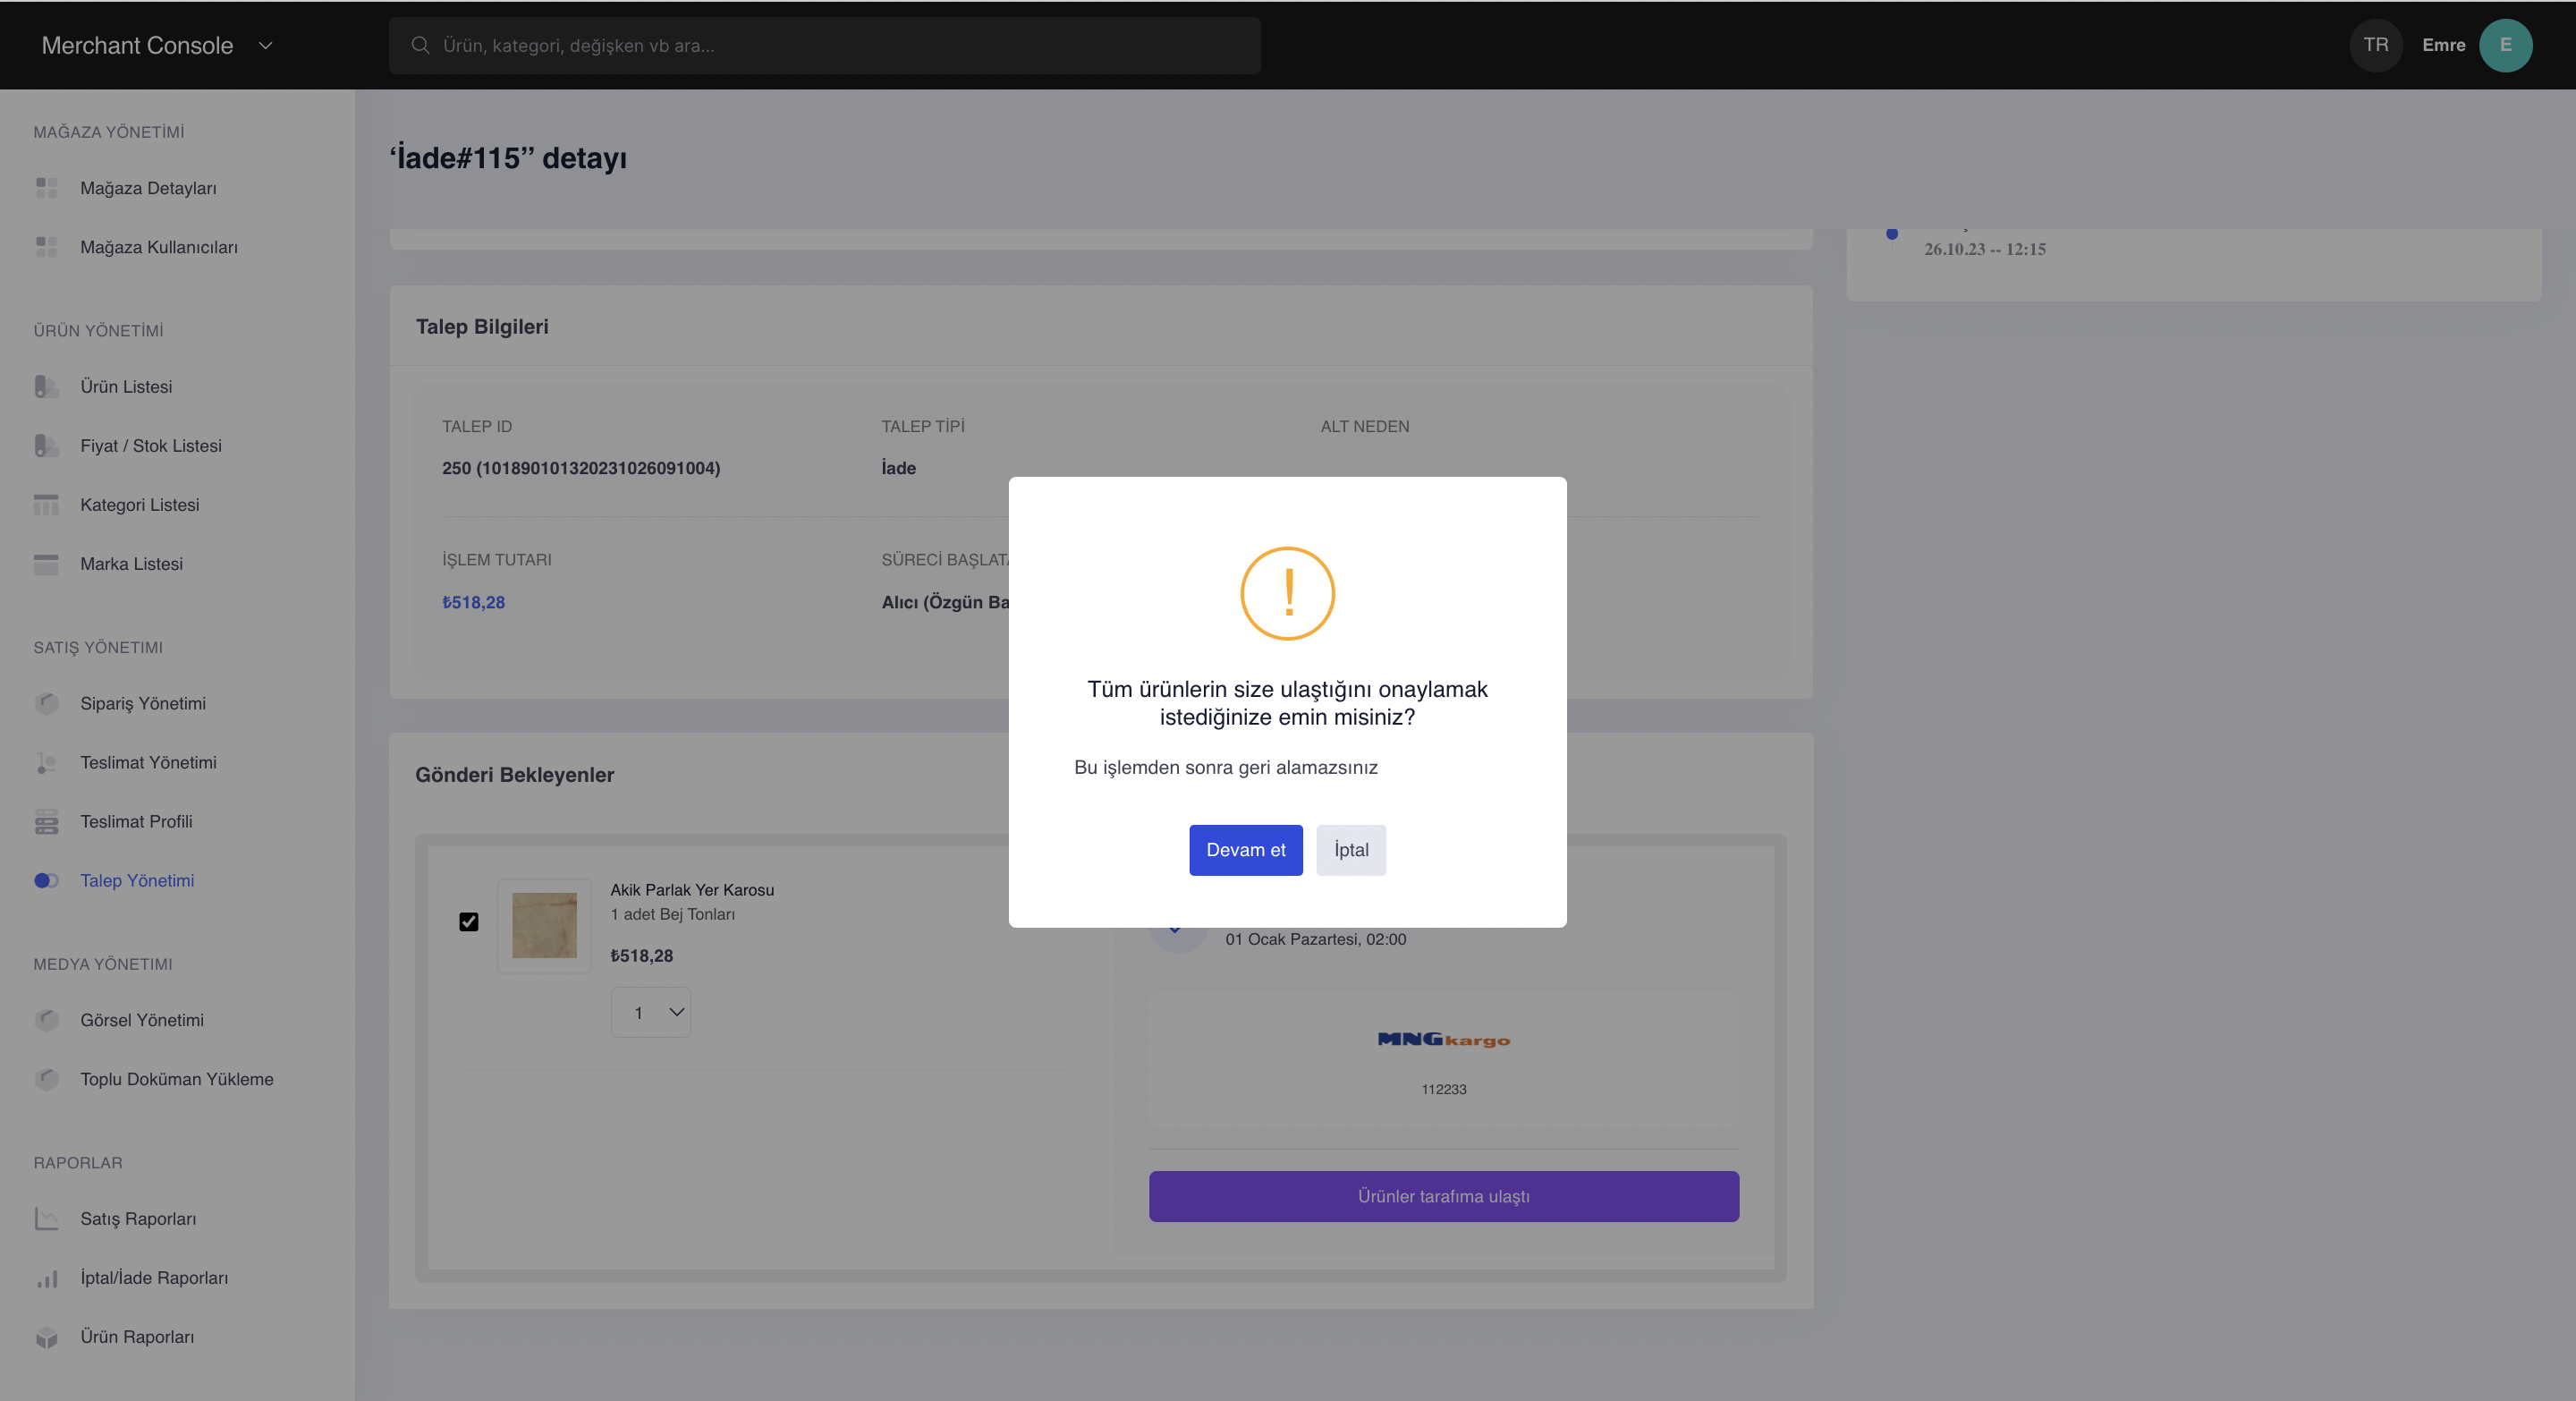 Merchant Console
Ürün, kategori, değişken vb ara...
TR
Emre
E
MAĞAZA YÖNETİMİ
Mağaza Detayları
Mağaza Kullanıcıları
ÜRÜN YÖNETİMİ
Ürün Listesi
Fiyat / Stok Listesi
Kategori Listesi
Marka Listesi
SATIŞ YÖNETIMI
Sipariş Yönetimi
Teslimat Yönetimi
Teslimat Profili
Talep Yönetimi
MEDYA YÖNETIMI
Görsel Yönetimi
Toplu Doküman Yükleme
RAPORLAR
Satış Raporları
İptal/İade Raporları
Ürün Raporları
‘İade#115’’ detayı
26.10.23 -- 12:15
Talep Bilgileri
TALEP ID
TALEP TİPİ
ALT NEDEN
250 (101890101320231026091004)
İade
İŞLEM TUTARI
SÜRECİ
₺518,28
Alıcı (Özgün
Gönderi Bekleyenler
Akik Parlak Yer Karosu
1 adet Bej Tonları
₺518,28
1
01 Ocak Pazartesi, 02:00
MNG kargo
112233
Ürünler tarafıma ulaştı
!
Tüm ürünlerin size ulaştığını onaylamak
istediğinize emin misiniz?
Bu işlemden sonra geri alamazsınız
Devam et
İptal